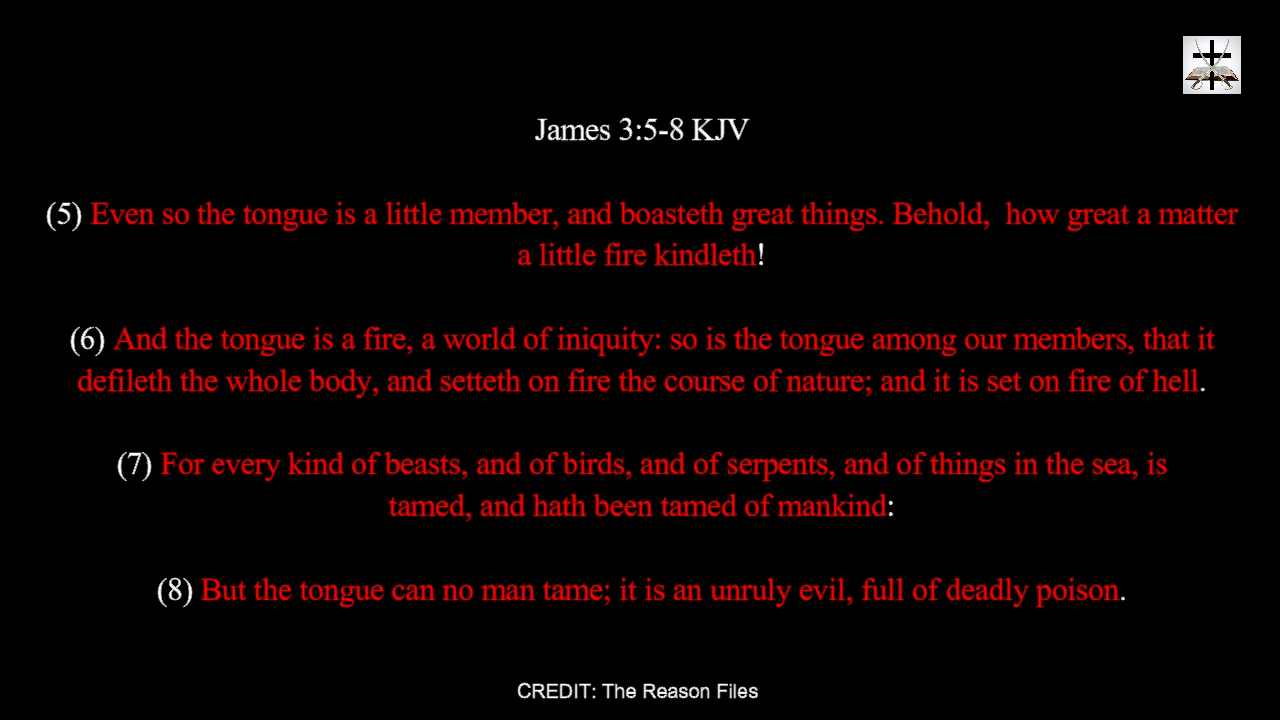 James 3:5-8 KJV
(5) Even so the tongue is a little member, and boasteth great things. Behold,  how great a matter
a little fire kindleth!
(6) And the tongue is a fire, a world of iniquity: so is the tongue among our members, that it
defileth the whole body, and setteth on fire the course of nature; and it is set on fire of hell.
(7) For every kind of beasts, and of birds, and of serpents, and of things in the sea, is
tamed, and hath been tamed of mankind:
(8) But the tongue can no man tame; it is an unruly evil, full of deadly poison.
CREDIT: The Reason Files